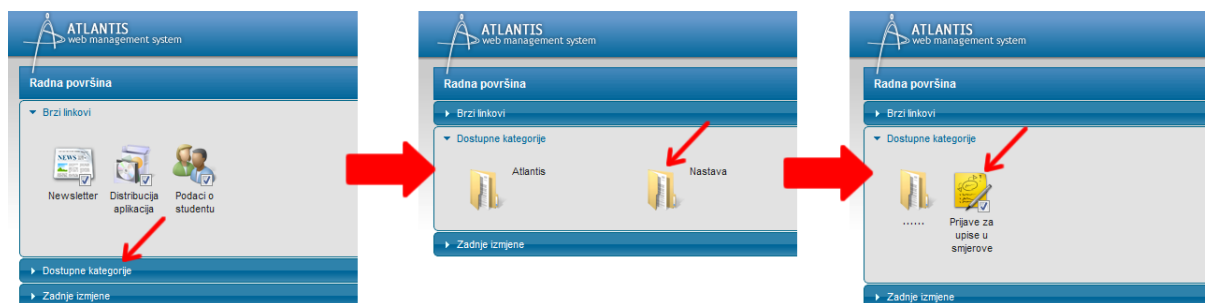 ATLANTIS
web management system
Radna površina
Brzi linkovi
NEWS
Newsletter
Distribucija
aplikacija
Podaci o
studentu
Dostupne kategorije
Zadnje izmjene
ATLANTIS
web management system
Radna površina
Brzi linkovi
Dostupne kategorije
Atlantis
Nastava
Zadnje izmjene
ATLANTIS
web management system
Radna površina
Brzi linkovi
Dostupne kategorije
......
Prijave za
upise u
smjerove
Zadnje izmjene